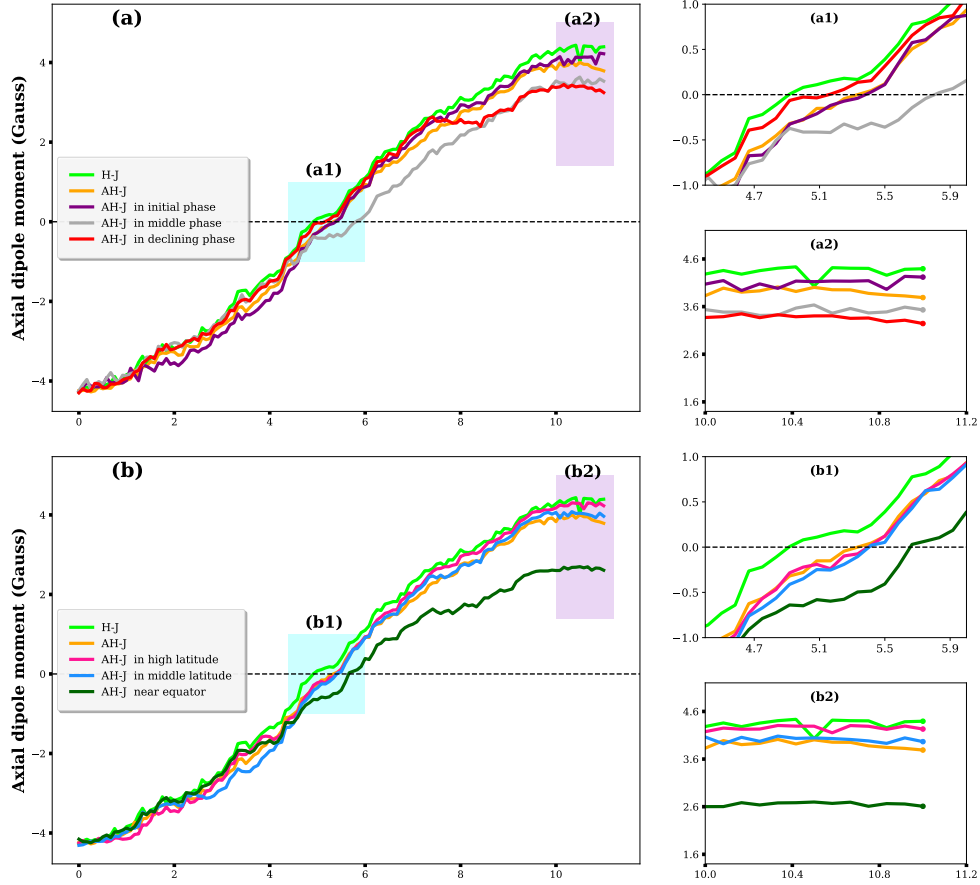 (a)
(a2)
(a1)
Axial dipole moment (Gauss)
4
2
0
−2
−4
H-J
AH-J
AH-J in initial phase
AH-J in middle phase
AH-J in declining phase
0 2 4 6 8 10
(a1)
1.0
0.5
0.0
−0.5
−1.0
4.7 5.1 5.5 5.9
(a2)
4.6
3.6
2.6
1.6
10.0 10.4 10.8 11.2
(b)
(b2)
(b1)
Axial dipole moment (Gauss)
4
2
0
−2
−4
H-J
AH-J
AH-J in high latitude
AH-J in middle latitude
AH-J near equator
0 2 4 6 8 10
(b1)
1.0
0.5
0.0
−0.5
−1.0
4.7 5.1 5.5 5.9
(b2)
4.6
3.6
2.6
1.6
10.0 10.4 10.8 11.2